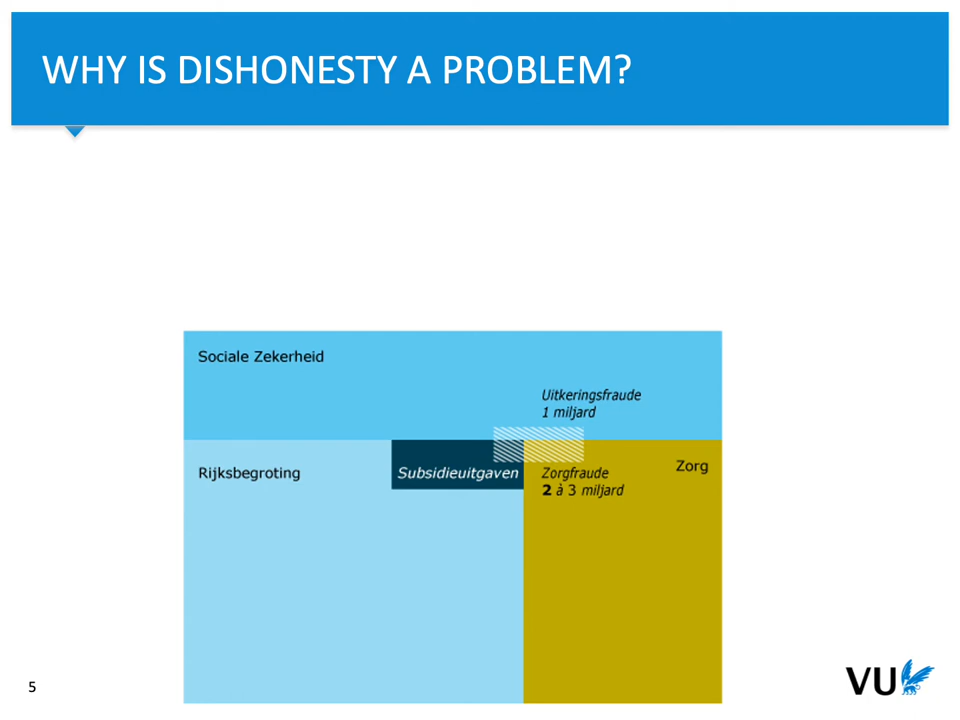 WHY IS DISHONESTY A PROBLEM?
Sociale Zekerheid
Uitkeringsfraude
1 miljard
Rijksbegroting
Subsidieuitgaven
Zorgfraude
2 à 3 miljard
Zorg
5
VU